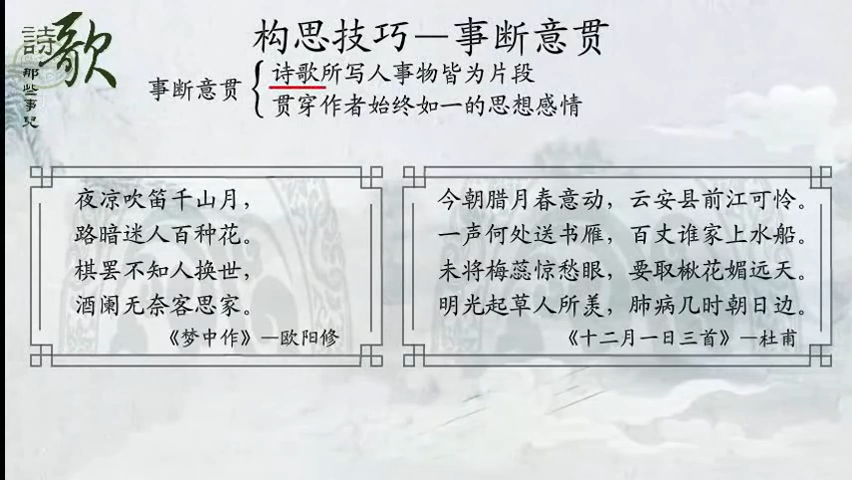 詩歌
那些事兒
构思技巧—事断意贯
事断意贯
诗歌所写人事物皆为片段
贯穿作者始终如一的思想感情
夜凉吹笛千山月，
路暗迷人百种花。
棋罢不知人换世，
酒阑无奈客思家。
《梦中作》—欧阳修
今朝腊月春意动，云安县前江可怜。
一声何处送书雁，百丈谁家上水船。
未将梅蕊惊愁眼，要取楸花媚远天。
明光起草人所羡，肺病几时朝日边。
《十二月一日三首》—杜甫